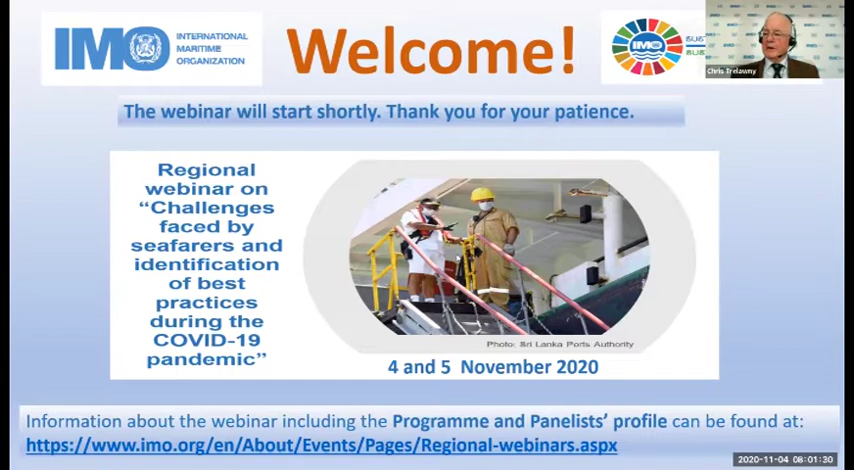 IMO
INTERNATIONAL
MARITIME
ORGANIZATION
Welcome!
IMO
Chris Trelawny
The webinar will start shortly. Thank you for your patience.
Regional
webinar on
“Challenges
faced by
seafarers and
identification
of best
practices
during the
COVID-19
pandemic”
Photo: Sri Lanka Ports Authority
4 and 5 November 2020
Information about the webinar including the Programme and Panelists’ profile can be found at:
https://www.imo.org/en/About/Events/Pages/Regional-webinars.aspx
2020-11-04 08:01:30